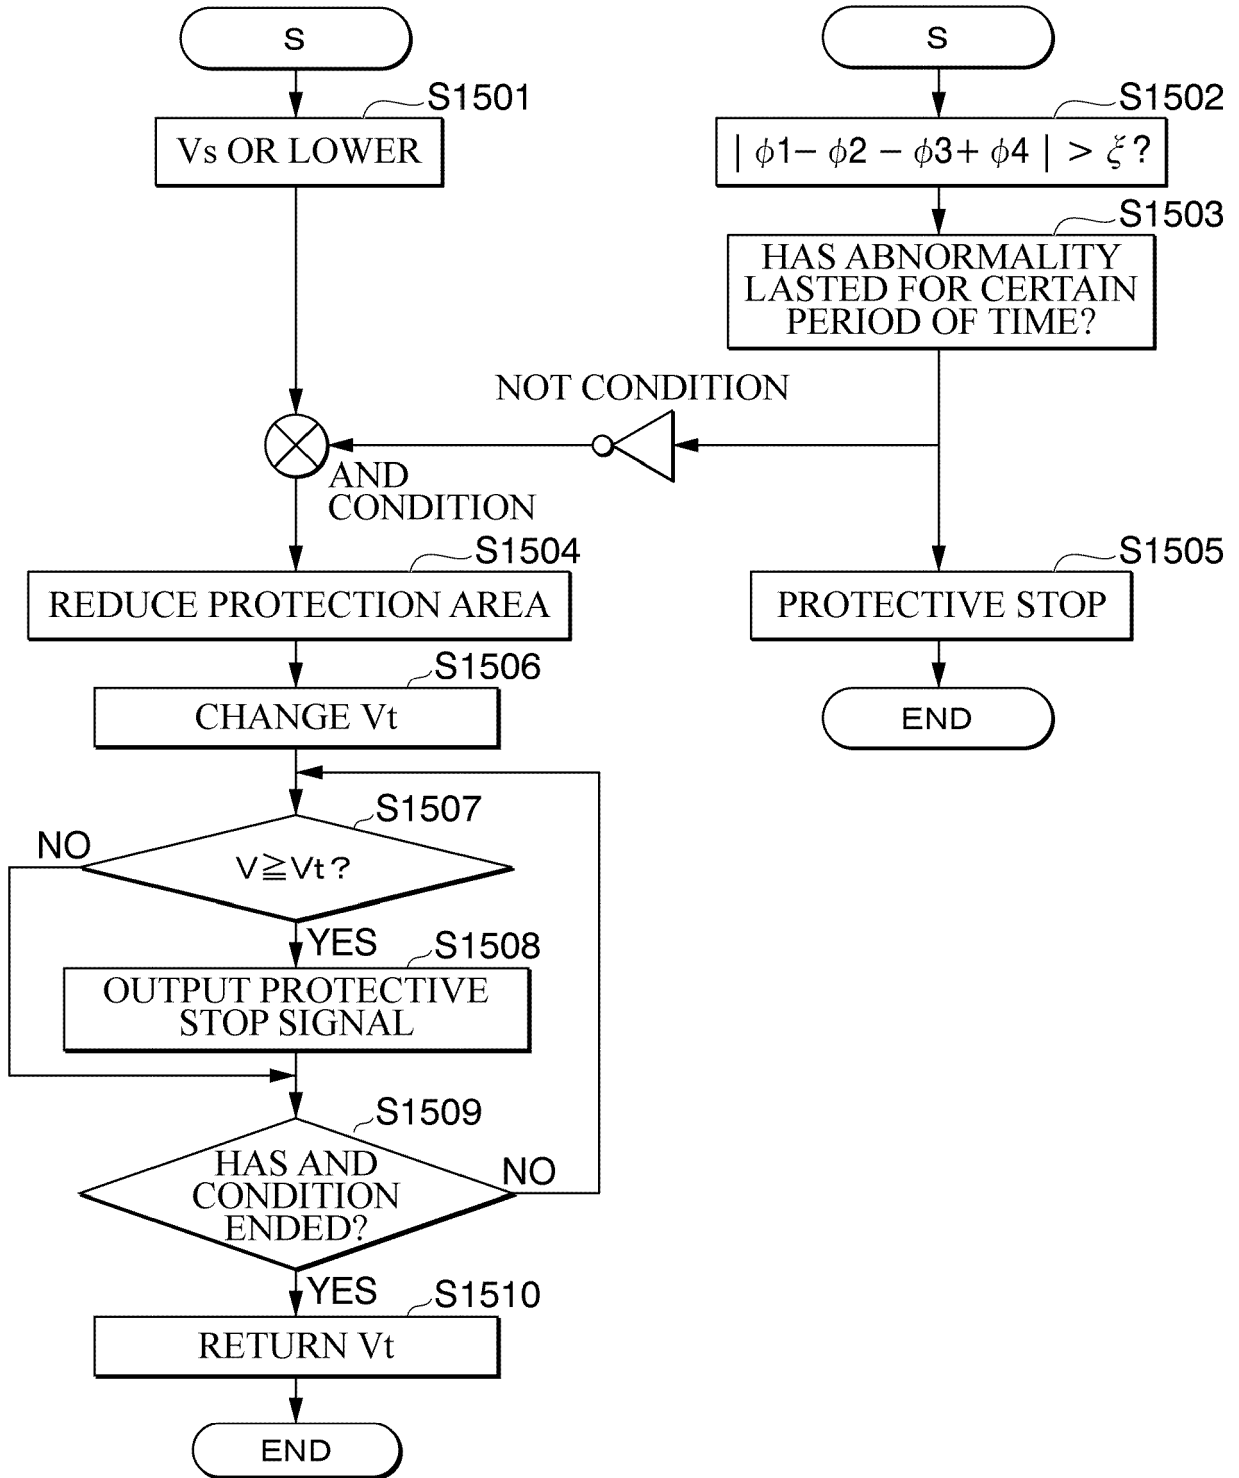 S
S
S1501
S1502
Vs OR LOWER
| ϕ1− ϕ2 − ϕ3+ ϕ4 | > ξ?
S1503
HAS ABNORMALITY
LASTED FOR CERTAIN
PERIOD OF TIME?
NOT CONDITION
AND
CONDITION
S1504
S1505
REDUCE PROTECTION AREA
PROTECTIVE STOP
S1506
CHANGE Vt
END
S1507
NO
V≧Vt?
YES
S1508
OUTPUT PROTECTIVE
STOP SIGNAL
S1509
HAS AND
CONDITION
ENDED?
NO
YES
S1510
RETURN Vt
END